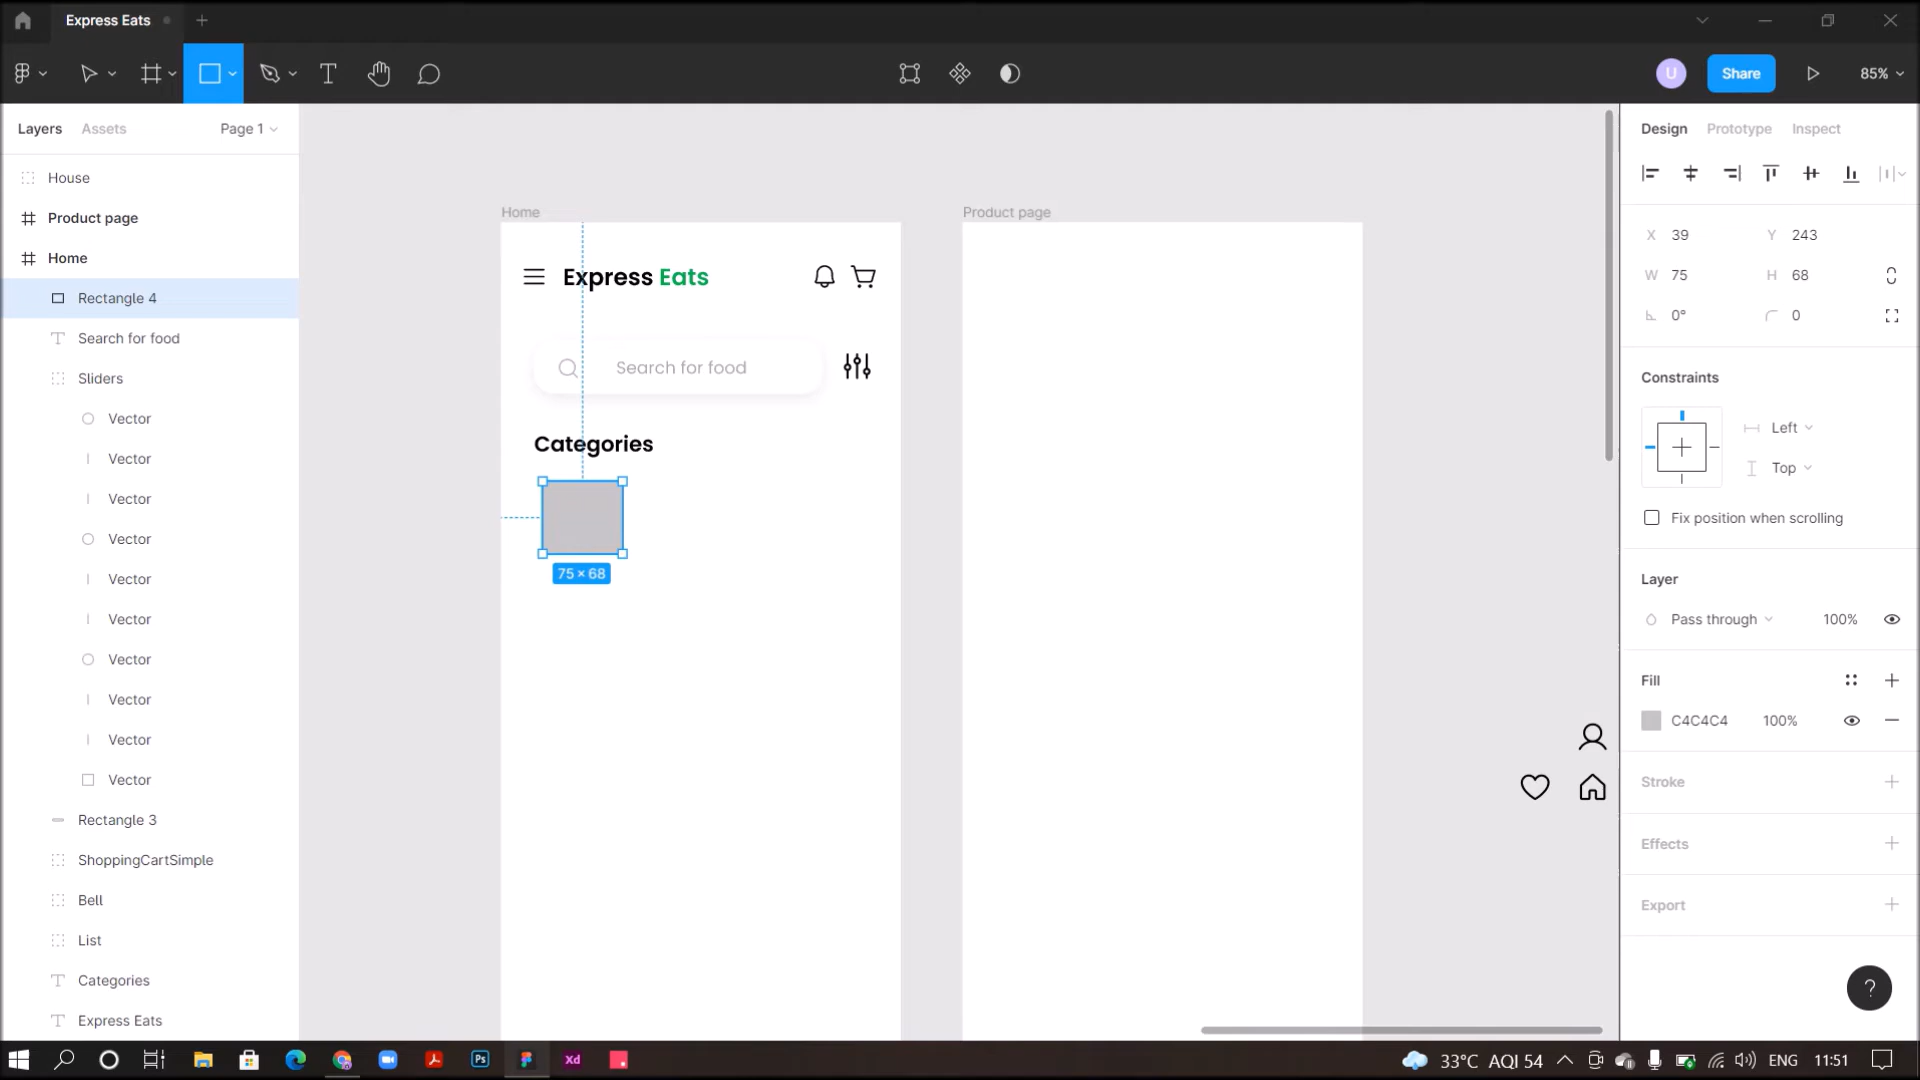 Express Eats
Share
85%
Layers
Assets
Page 1
House
Product page
Home
Rectangle 4
Search for food
Sliders
Vector
Vector
Vector
Vector
Vector
Vector
Vector
Vector
Vector
Vector
Rectangle 3
ShoppingCartSimple
Bell
List
Categories
Express Eats
Home
Express Eats
Search for food
Categories
75 × 68
Product page
Design
Prototype
Inspect
X 39
Y 243
W 75
H 68
0°
0
Constraints
Left
Top
Fix position when scrolling
Layer
Pass through
100%
Fill
C4C4C4
100%
Stroke
Effects
Export
?
U
Ps
Xd
33°C AQI 54
ENG
11:51